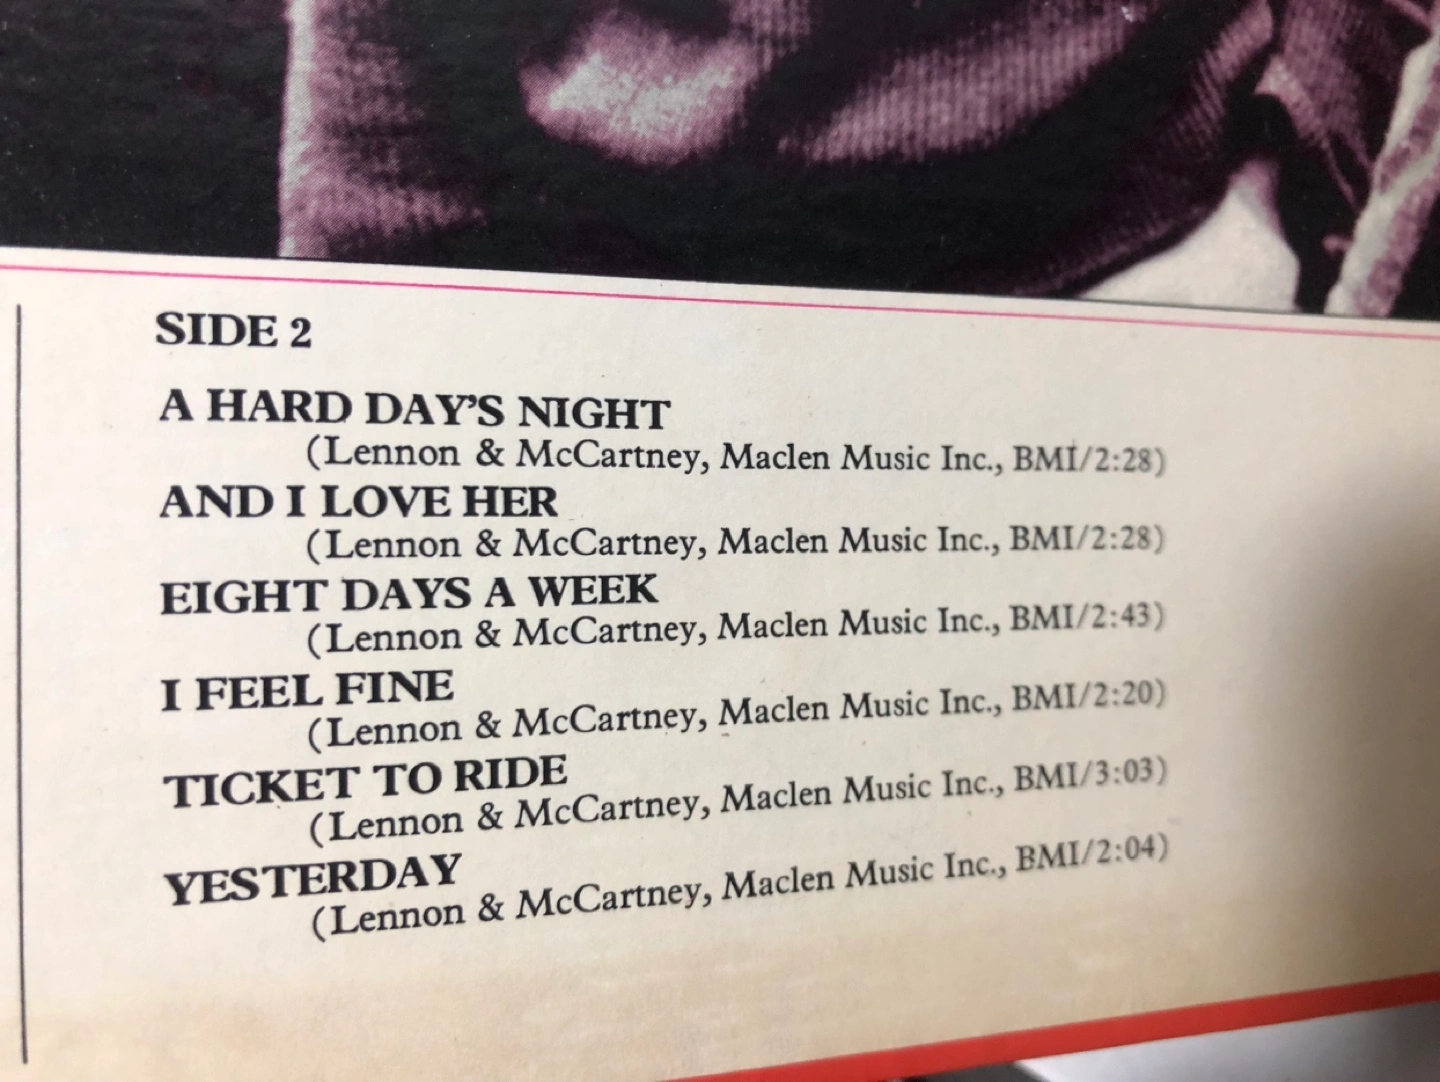 SIDE 2
A HARD DAY'S NIGHT
(Lennon & McCartney, Maclen Music Inc., BMI/2:28)
AND I LOVE HER
(Lennon & McCartney, Maclen Music Inc., BMI/2:28)
EIGHT DAYS A WEEK
(Lennon & McCartney, Maclen Music Inc., BMI/2:43)
I FEEL FINE
(Lennon & McCartney, Maclen Music Inc., BMI/2:20)
TICKET TO RIDE
(Lennon & McCartney, Maclen Music Inc., BMI/3:03)
YESTERDAY
(Lennon & McCartney, Maclen Music Inc., BMI/2:04)